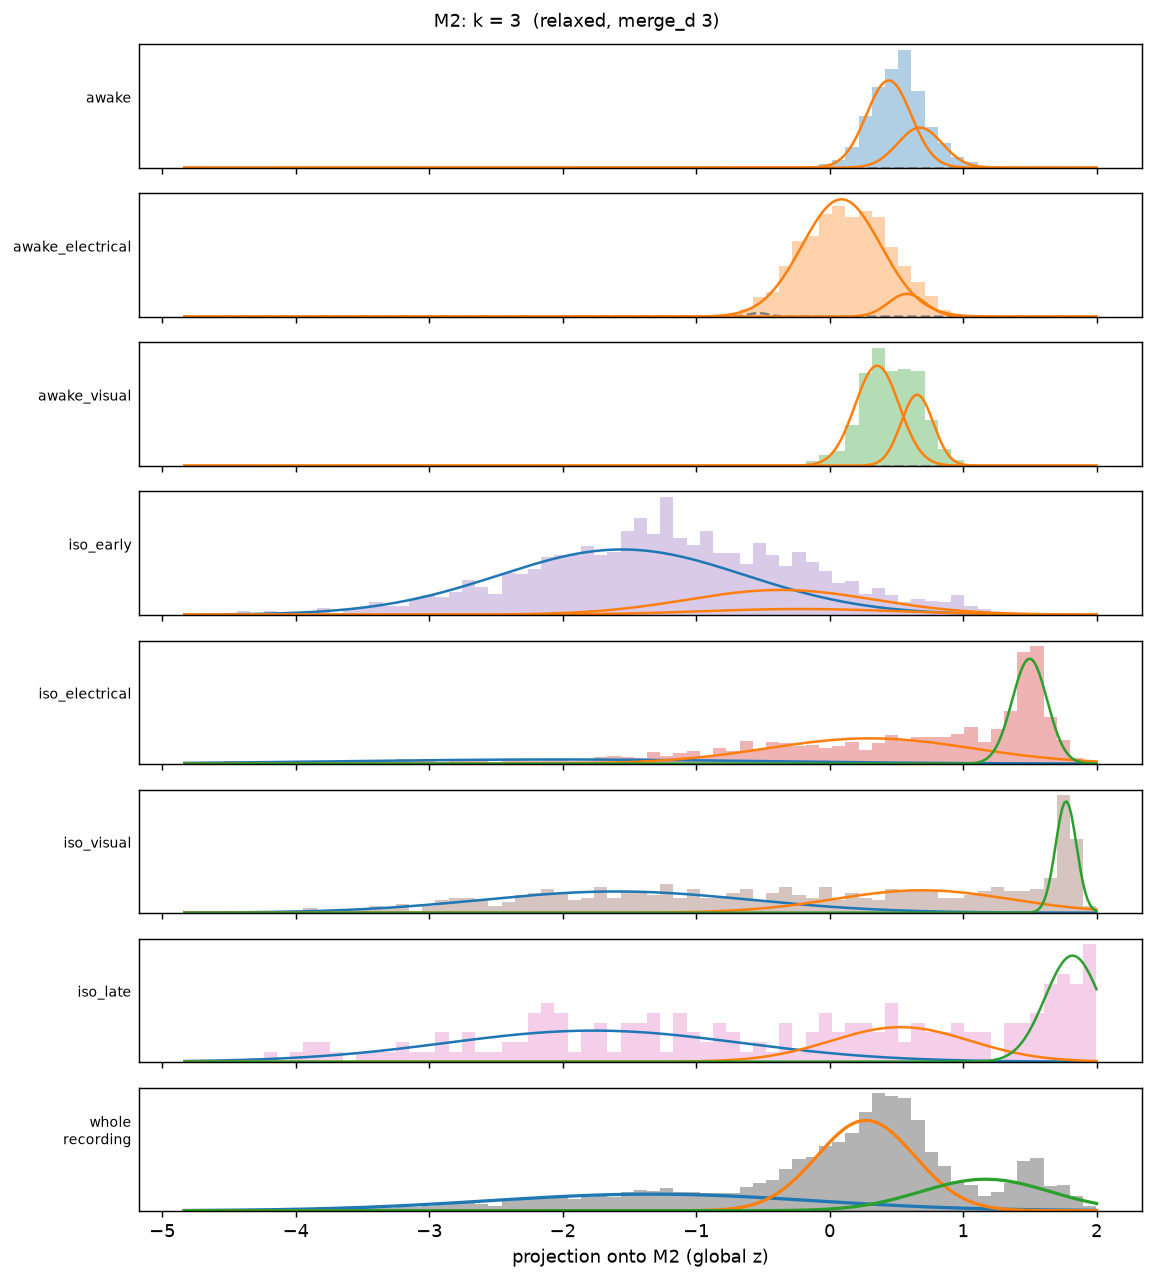 M2: k = 3  (relaxed, merge_d 3)
awake
awake_electrical
awake_visual
iso_early
iso_electrical
iso_visual
iso_late
whole
recording
−5 −4 −3 −2 −1 0 1 2
projection onto M2 (global z)